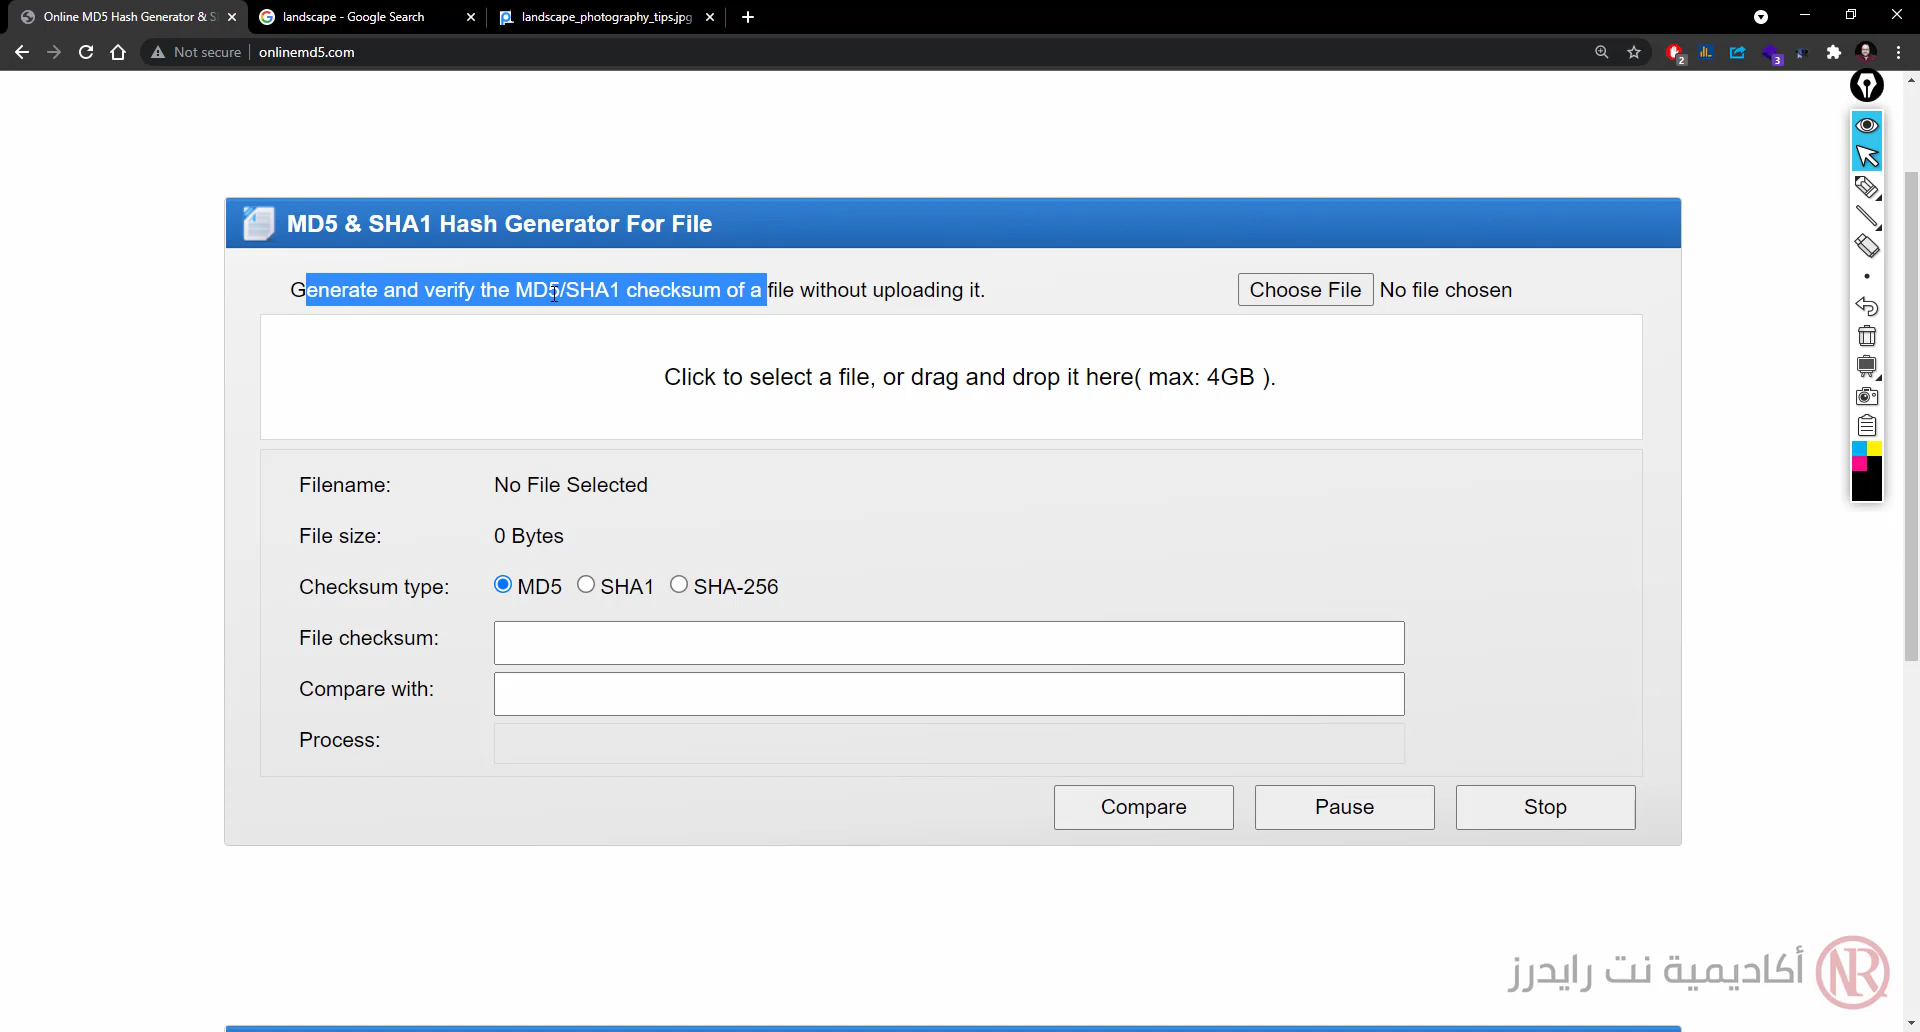 Online MD5 Hash Generator & S
landscape - Google Search
landscape_photography_tips.jpg
Not secure
onlinemd5.com
2
3
MD5 & SHA1 Hash Generator For File
Generate and verify the MD5/SHA1 checksum of a file without uploading it.
Choose File
No file chosen
Click to select a file, or drag and drop it here( max: 4GB ).
Filename:
No File Selected
File size:
0 Bytes
Checksum type:
MD5
SHA1
SHA-256
File checksum:
Compare with:
Process:
Compare
Pause
Stop
أكاديمية نت رايدرز
NR